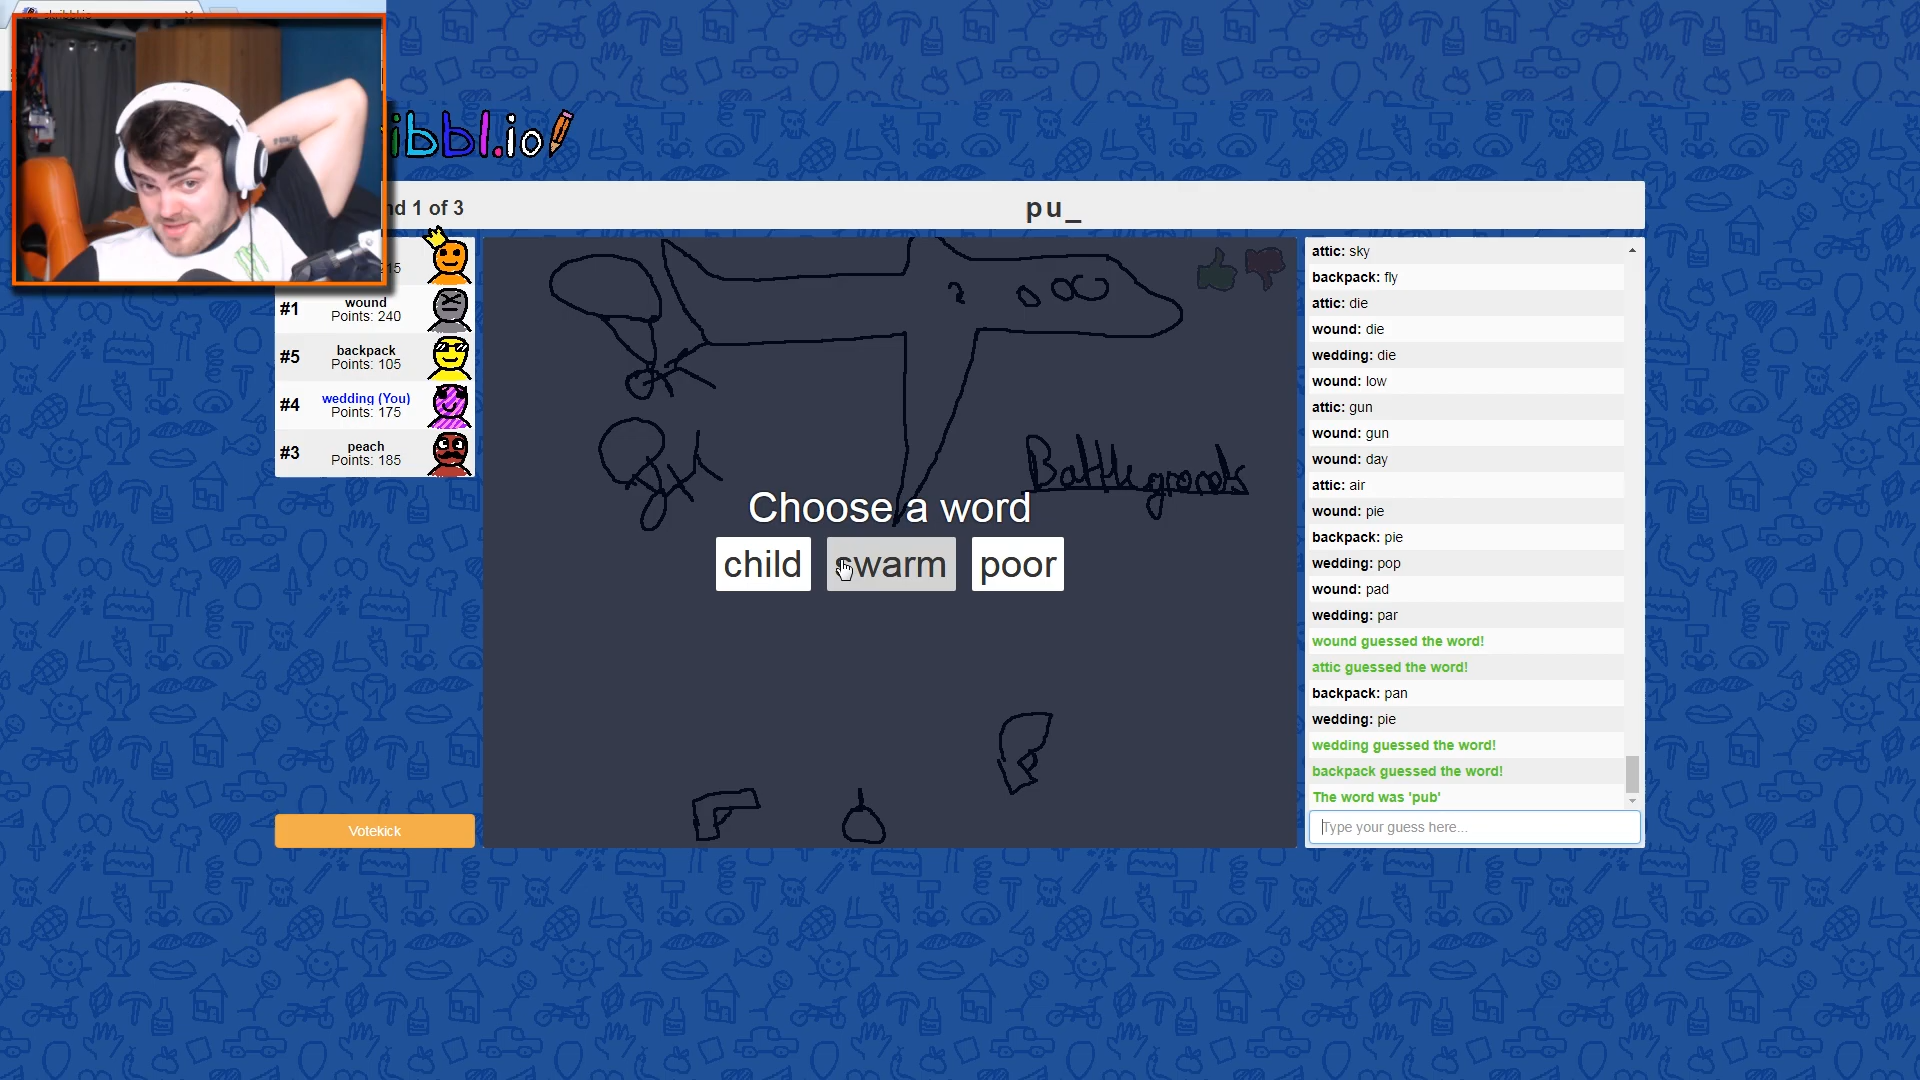 ibbl.io
nd 1 of 3
pu_
15
#1
wound
Points: 240
#5
backpack
Points: 105
#4
wedding (You)
Points: 175
#3
peach
Points: 185
Votekick
Battlegronds
Choose a word
child
swarm
poor
attic: sky
backpack: fly
attic: die
wound: die
wedding: die
wound: low
attic: gun
wound: gun
wound: day
attic: air
wound: pie
backpack: pie
wedding: pop
wound: pad
wedding: par
wound guessed the word!
attic guessed the word!
backpack: pan
wedding: pie
wedding guessed the word!
backpack guessed the word!
The word was 'pub'
Type your guess here...